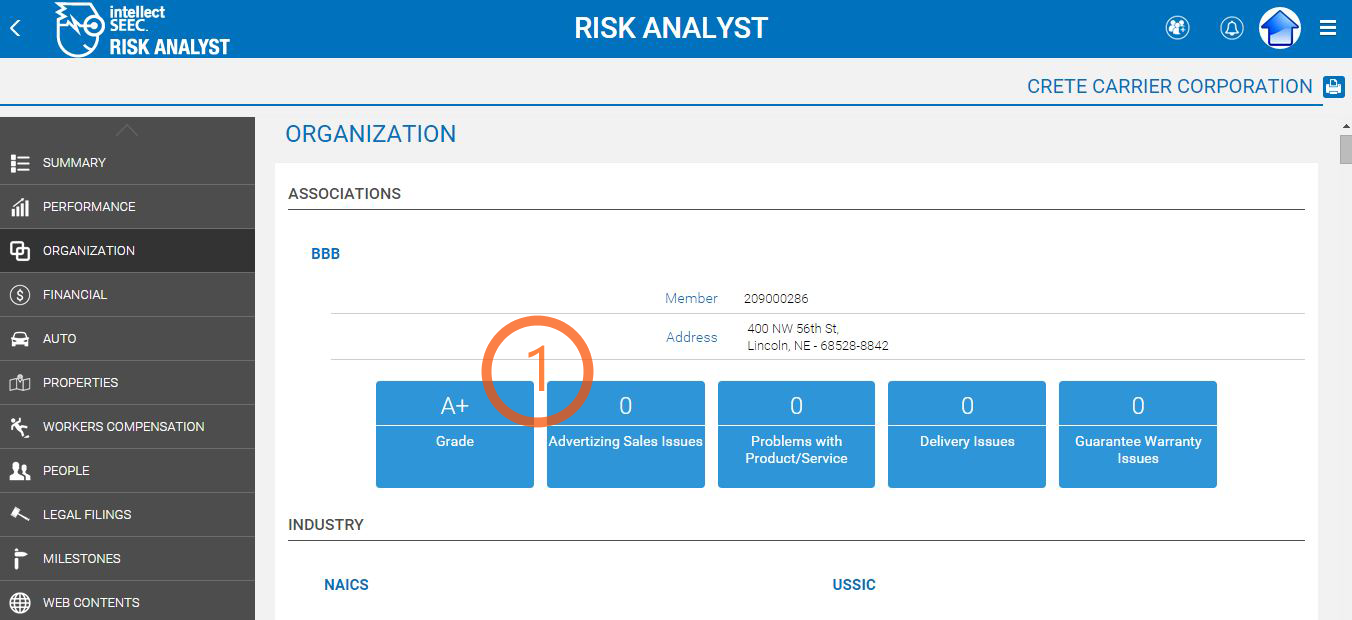 intellect
SEEC.
RISK ANALYST
RISK ANALYST
CRETE CARRIER CORPORATION
SUMMARY
PERFORMANCE
ORGANIZATION
FINANCIAL
AUTO
PROPERTIES
WORKERS COMPENSATION
PEOPLE
LEGAL FILINGS
MILESTONES
WEB CONTENTS
ORGANIZATION
ASSOCIATIONS
BBB
Member 209000286
Address 400 NW 56th St,
Lincoln, NE - 68528-8842
1
A+
Grade
0
Advertizing Sales Issues
0
Problems with
Product/Service
0
Delivery Issues
0
Guarantee Warranty
Issues
INDUSTRY
NAICS USSIC